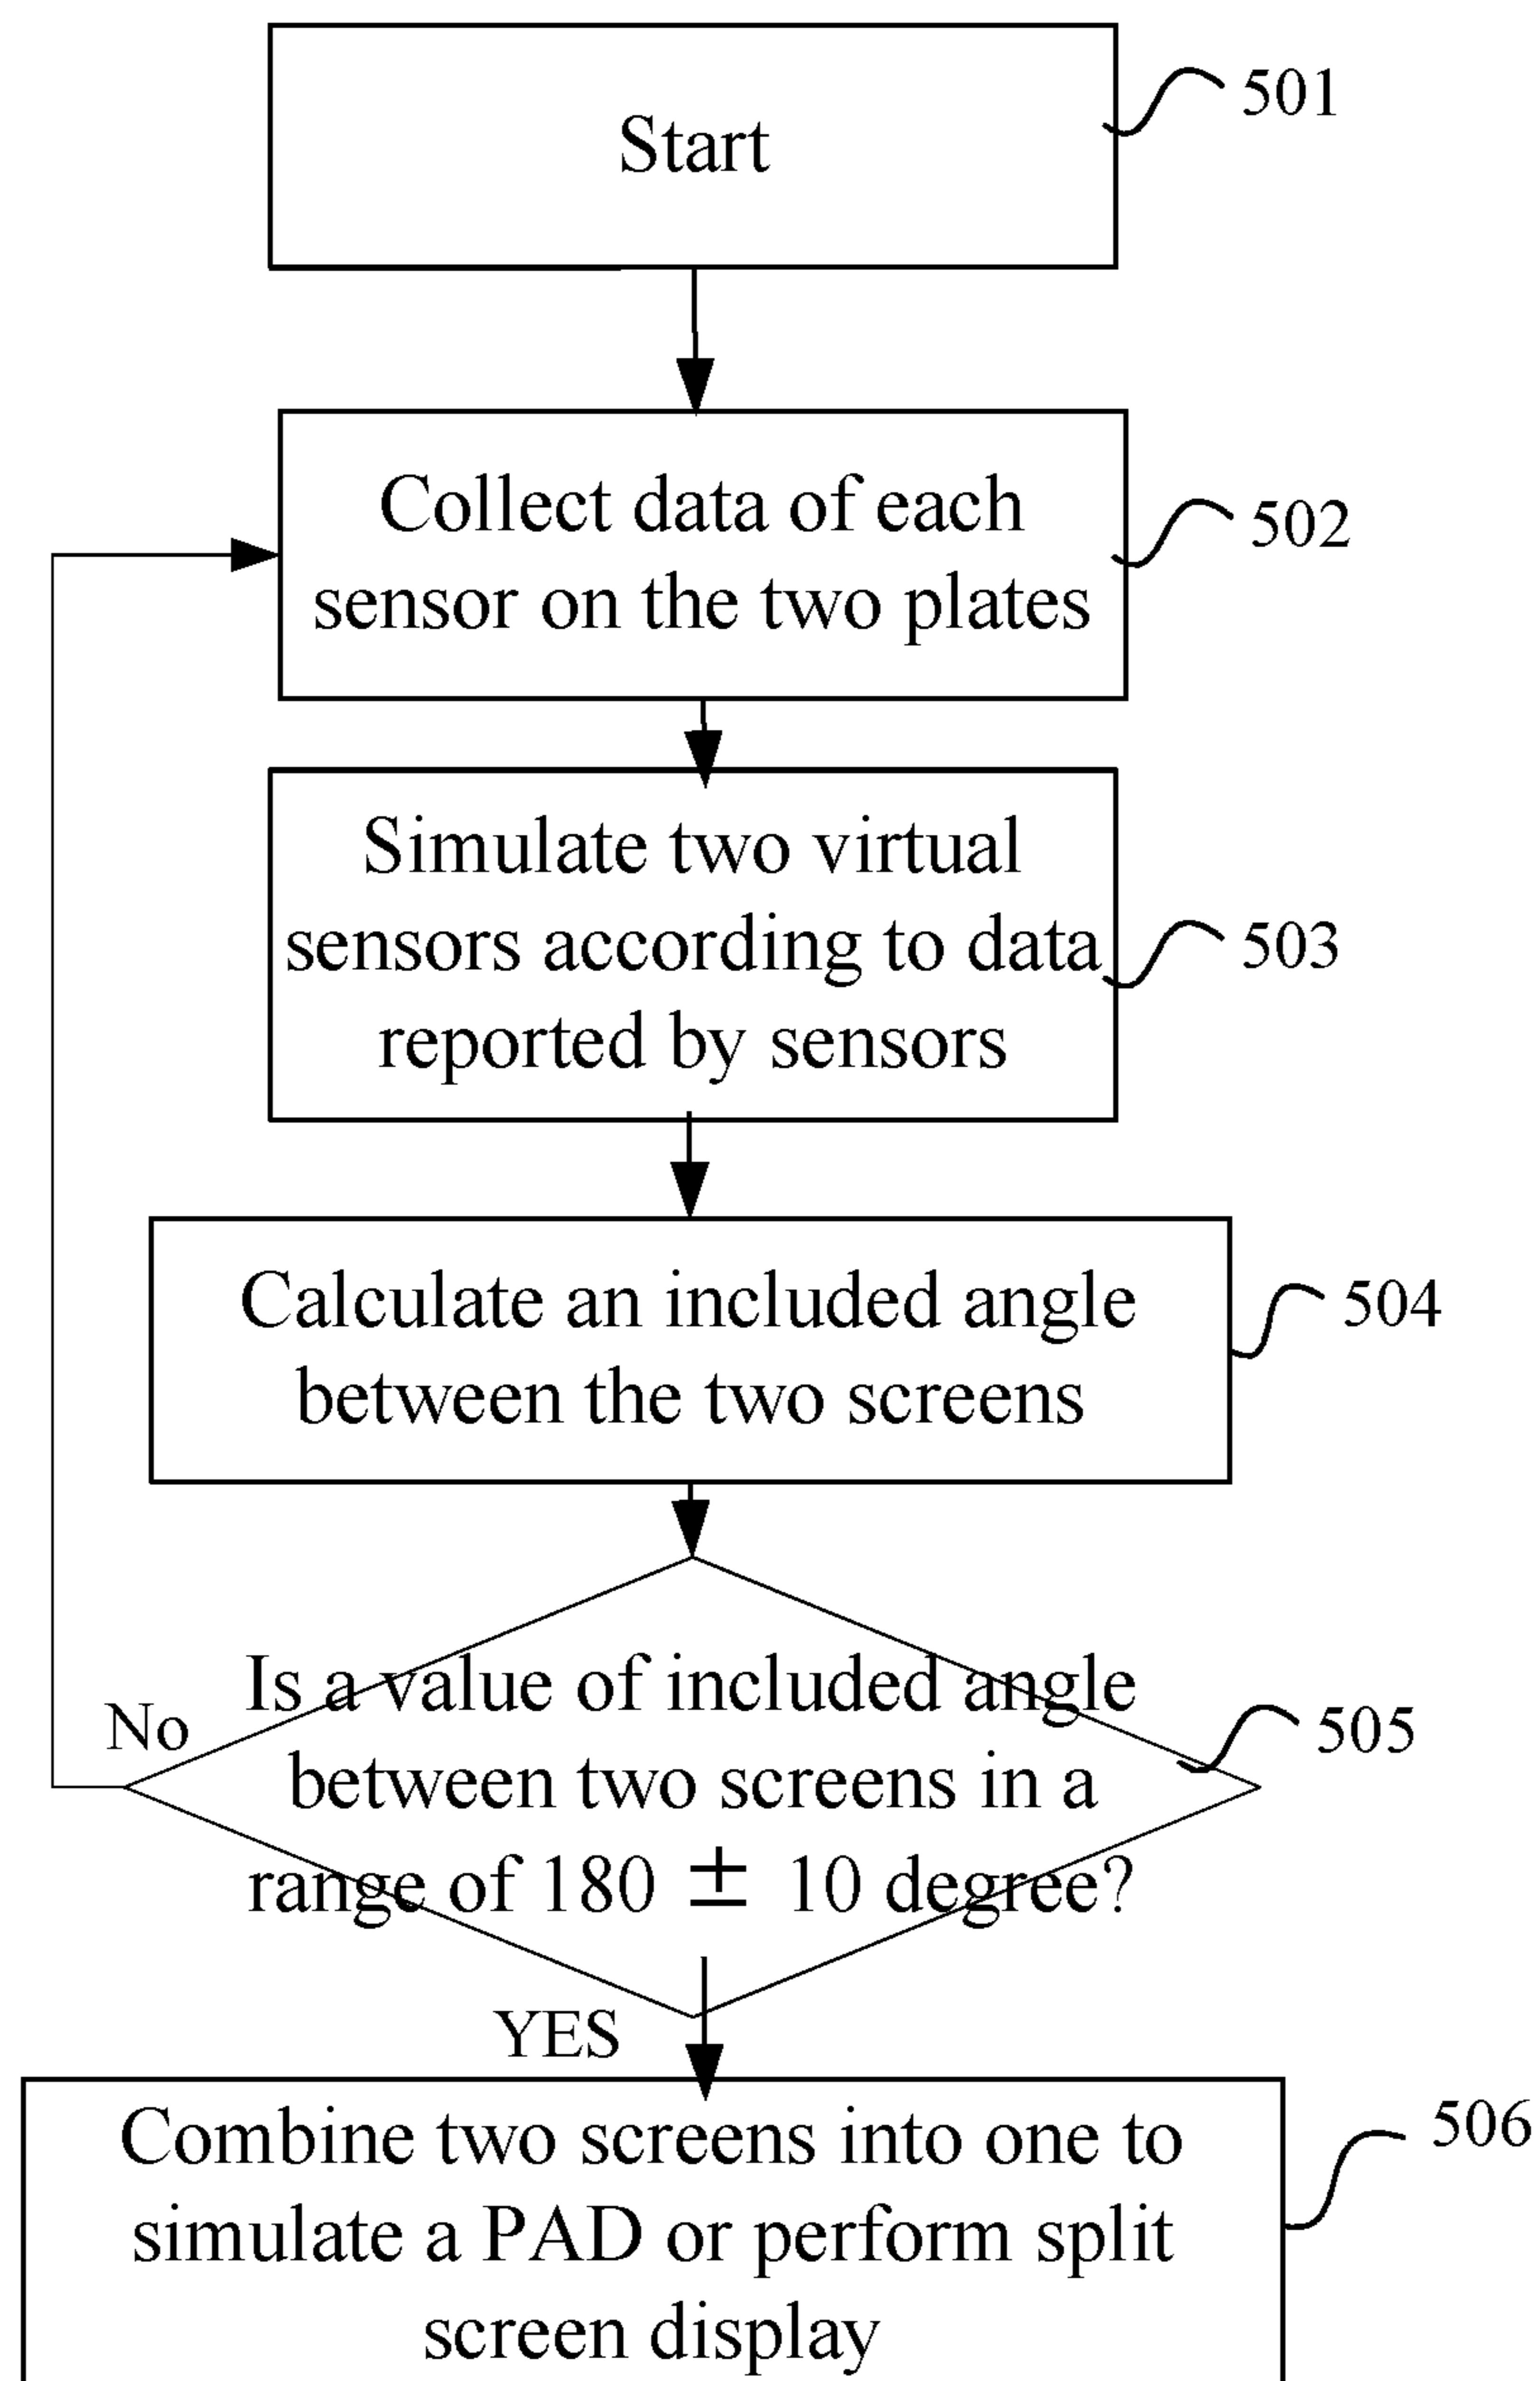 Start
501
Collect data of each
sensor on the two plates
502
Simulate two virtual
sensors according to data
reported by sensors
503
Calculate an included angle
between the two screens
504
Is a value of included angle
between two screens in a
range of 180 ± 10 degree?
505
No
YES
Combine two screens into one to
simulate a PAD or perform split
screen display
506